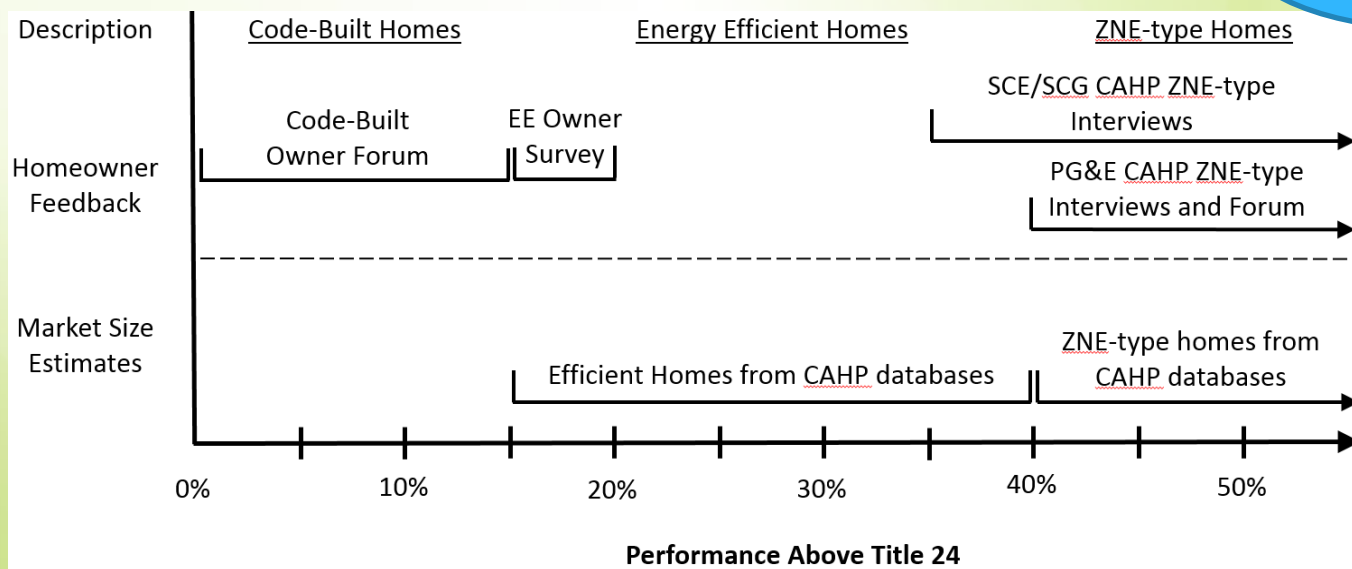 Description
Code-Built Homes
Energy Efficient Homes
ZNE-type Homes
Homeowner
Feedback
Code-Built
Owner Forum
EE Owner
Survey
SCE/SCG CAHP ZNE-type
Interviews
PG&E CAHP ZNE-type
Interviews and Forum
Market Size
Estimates
Efficient Homes from CAHP databases
ZNE-type homes from
CAHP databases
0%
10%
20%
30%
40%
50%
Performance Above Title 24